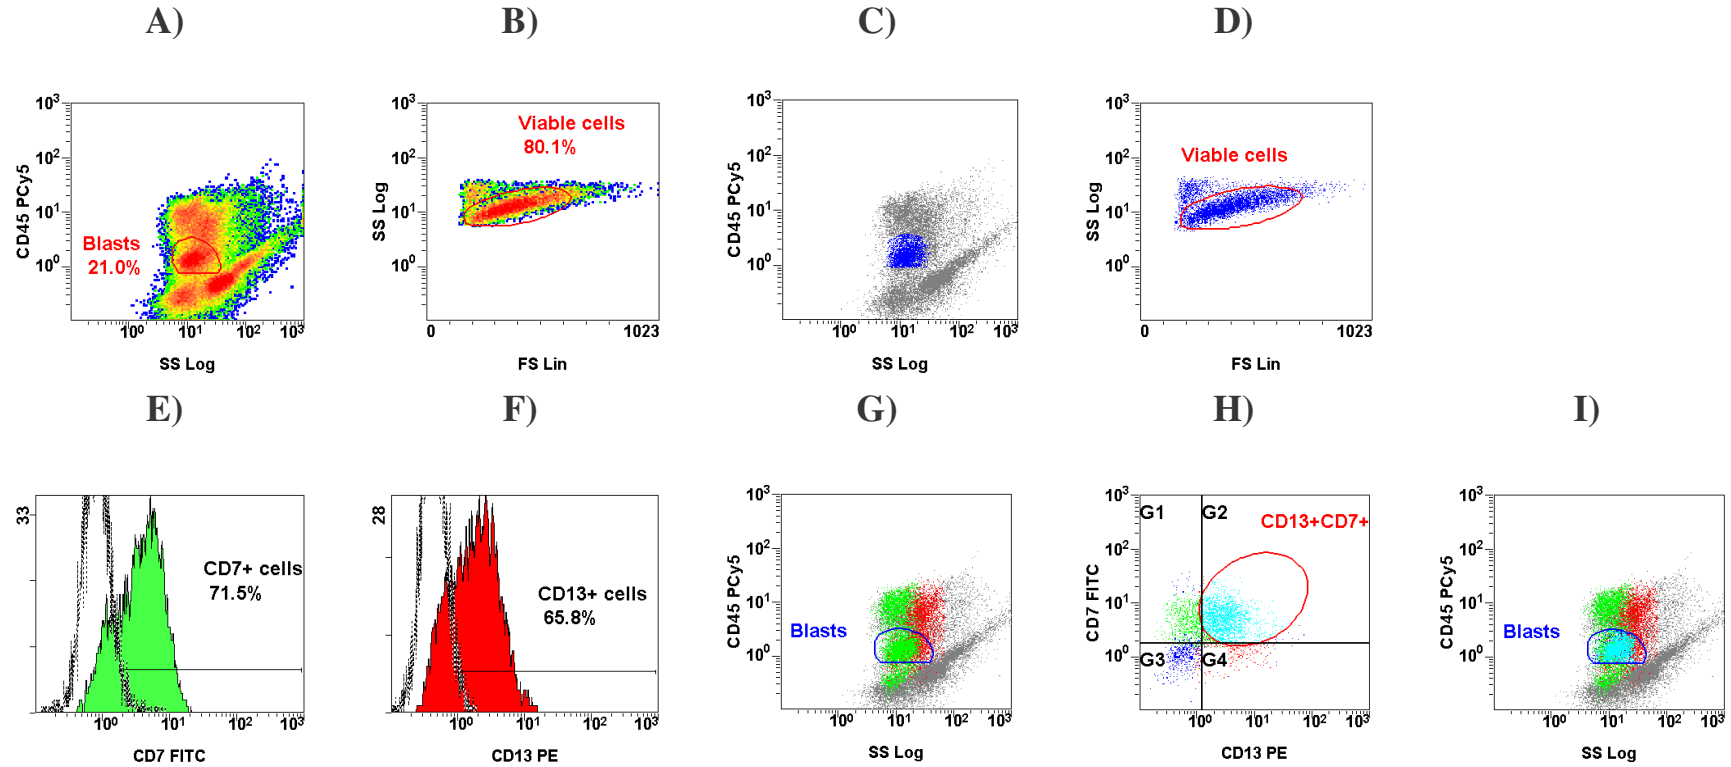 A)
B)
C)
D)
10³
10²
10¹
10⁰
CD45 PCy5
Blasts
21.0%
10⁰ 10¹ 10² 10³
SS Log
10³
10²
10¹
10⁰
SS Log
Viable cells
80.1%
0 1023
FS Lin
10³
10²
10¹
10⁰
CD45 PCy5
10⁰ 10¹ 10² 10³
SS Log
10³
10²
10¹
10⁰
SS Log
Viable cells
0 1023
FS Lin
E)
F)
G)
H)
I)
33
CD7+ cells
71.5%
10⁰ 10¹ 10² 10³
CD7 FITC
28
CD13+ cells
65.8%
10⁰ 10¹ 10² 10³
CD13 PE
10³
10²
10¹
10⁰
CD45 PCy5
Blasts
10⁰ 10¹ 10² 10³
SS Log
10³
10²
10¹
10⁰
CD7 FITC
G1 G2
CD13+CD7+
G3 G4
10⁰ 10¹ 10² 10³
CD13 PE
10³
10²
10¹
10⁰
CD45 PCy5
Blasts
10⁰ 10¹ 10² 10³
SS Log